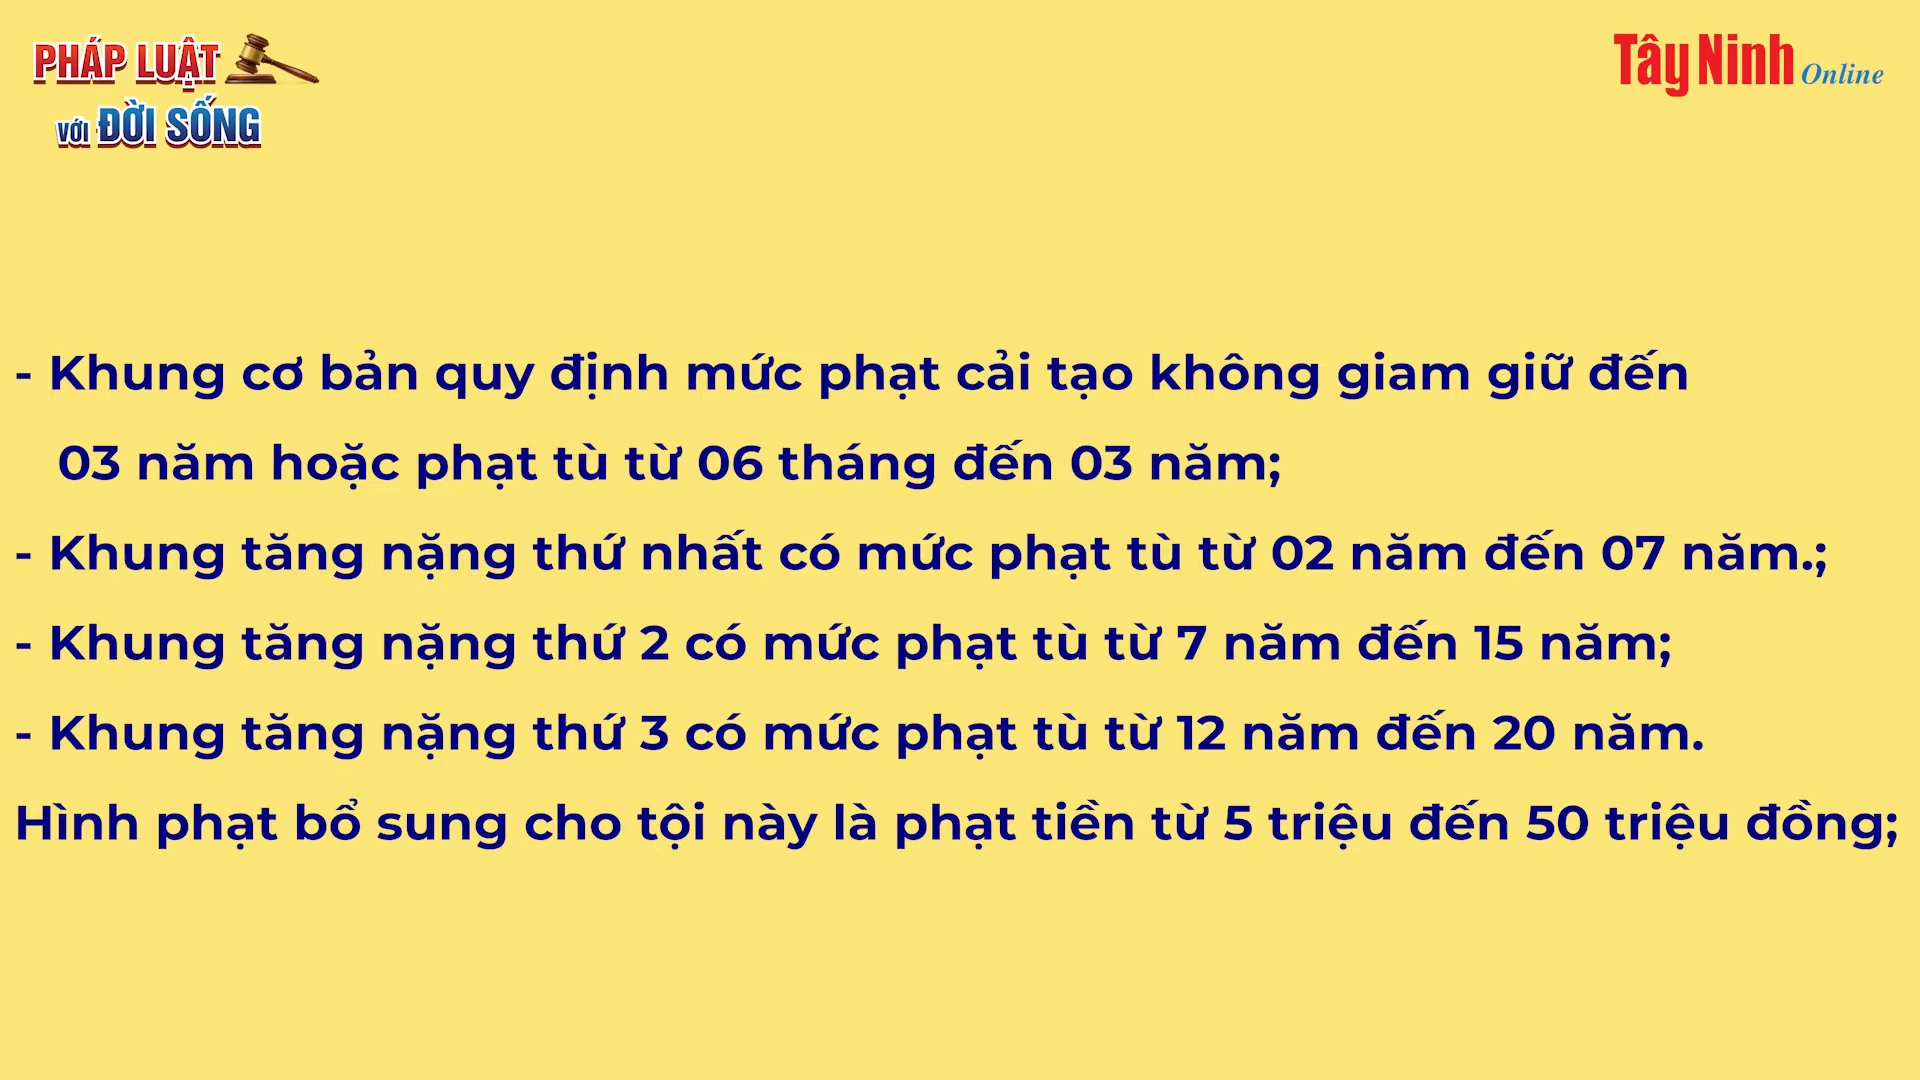 PHÁP LUẬT
VỚI ĐỜI SỐNG
Tây Ninh Online
- Khung cơ bản quy định mức phạt cải tạo không giam giữ đến
03 năm hoặc phạt tù từ 06 tháng đến 03 năm;
- Khung tăng nặng thứ nhất có mức phạt tù từ 02 năm đến 07 năm.;
- Khung tăng nặng thứ 2 có mức phạt tù từ 7 năm đến 15 năm;
- Khung tăng nặng thứ 3 có mức phạt tù từ 12 năm đến 20 năm.
Hình phạt bổ sung cho tội này là phạt tiền từ 5 triệu đến 50 triệu đồng;